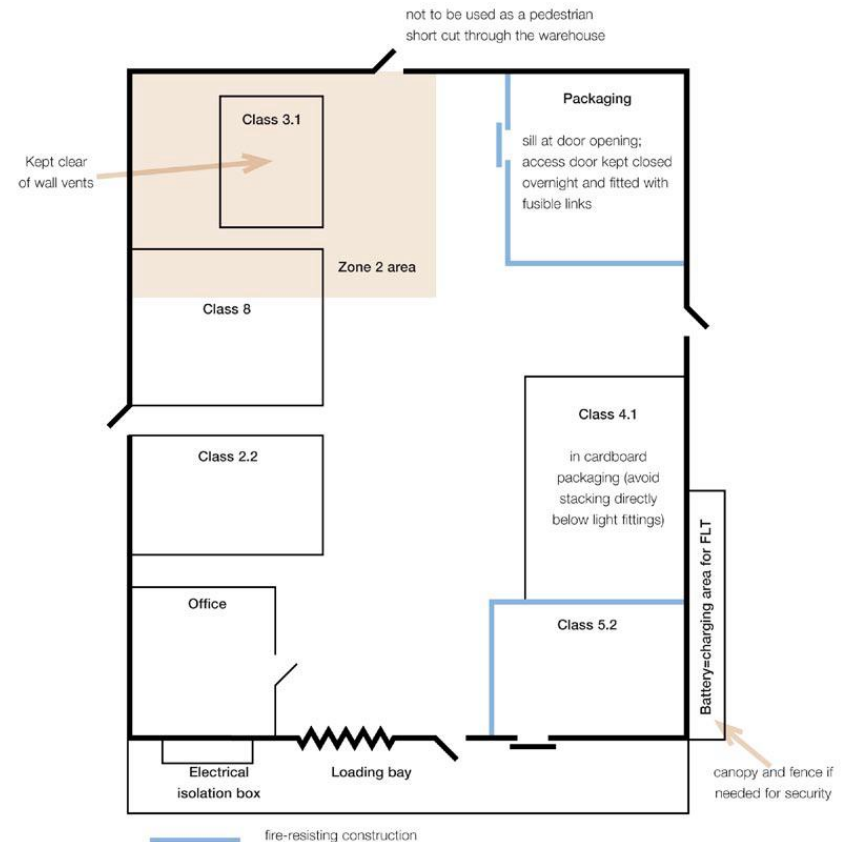 not to be used as a pedestrian
short cut through the warehouse
Class 3.1
Packaging
sill at door opening;
access door kept closed
overnight and fitted with
fusible links
Kept clear
of wall vents
Zone 2 area
Class 8
Class 4.1
in cardboard
packaging (avoid
stacking directly
below light fittings)
Class 2.2
Battery=charging area for FLT
Office
Class 5.2
Electrical
isolation box
Loading bay
canopy and fence if
needed for security
fire-resisting construction